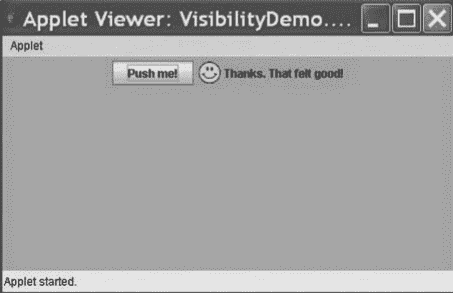 Applet Viewer: VisibilityDemo....
Applet
Push me! Thanks. That felt good!
Applet started.